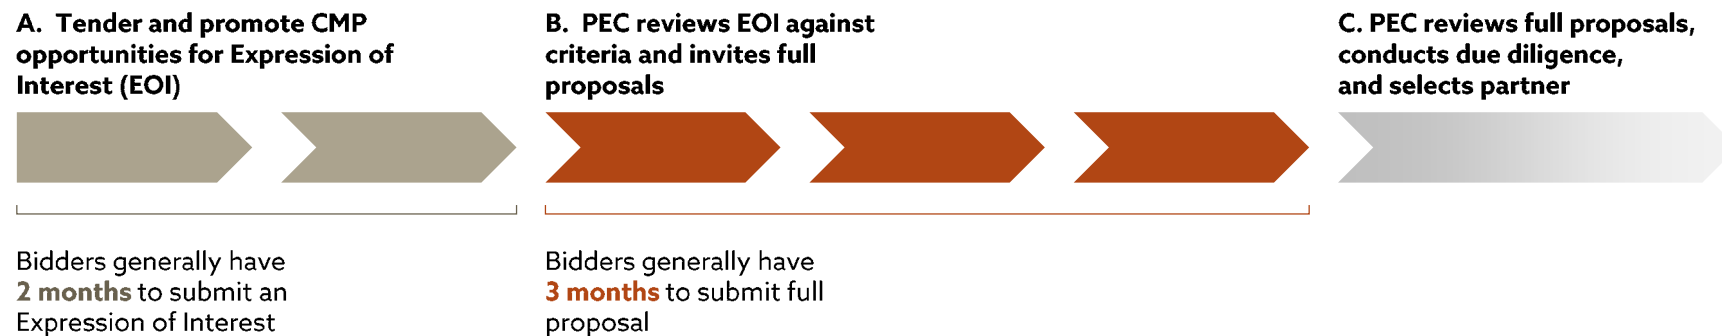 A. Tender and promote CMP
opportunities for Expression of
Interest (EOI)
B. PEC reviews EOI against
criteria and invites full
proposals
C. PEC reviews full proposals,
conducts due diligence,
and selects partner
Bidders generally have
2 months to submit an
Expression of Interest
Bidders generally have
3 months to submit full
proposal